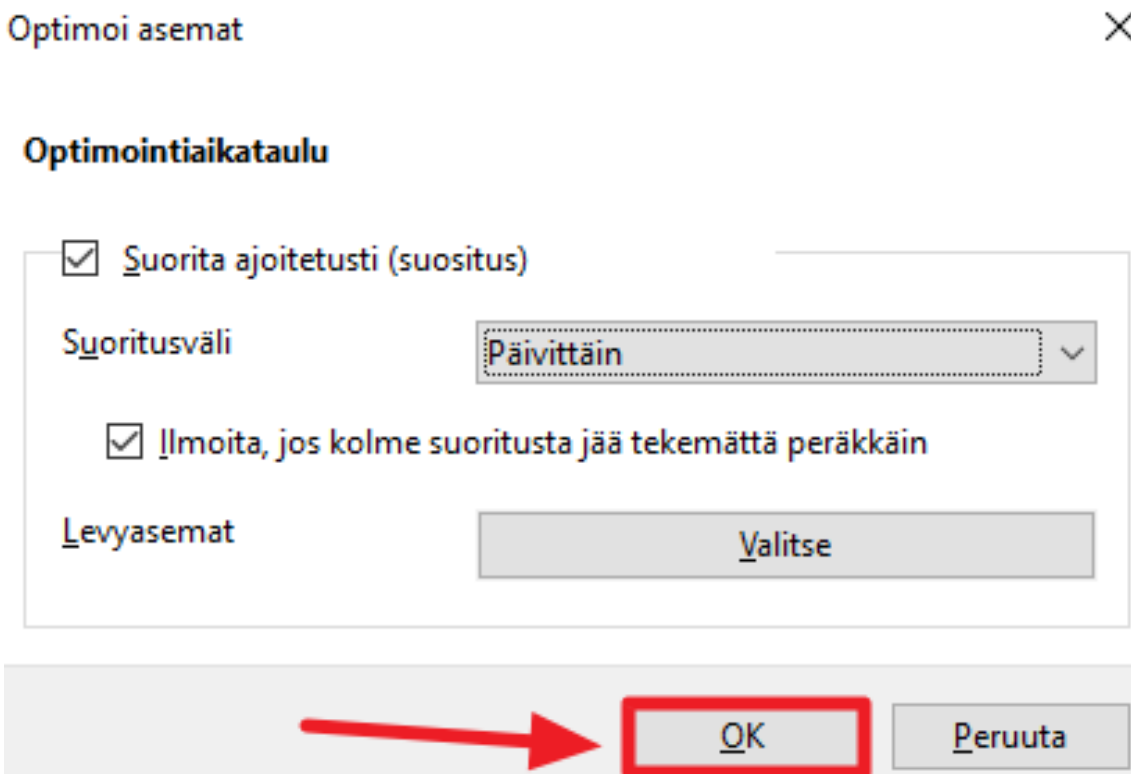 Optimoi asemat
Optimointiaikataulu
Suorita ajoitetusti (suositus)
Suoritusväli
Päivittäin
Ilmoita, jos kolme suoritusta jää tekemättä peräkkäin
Levyasemat
Valitse
OK
Peruuta